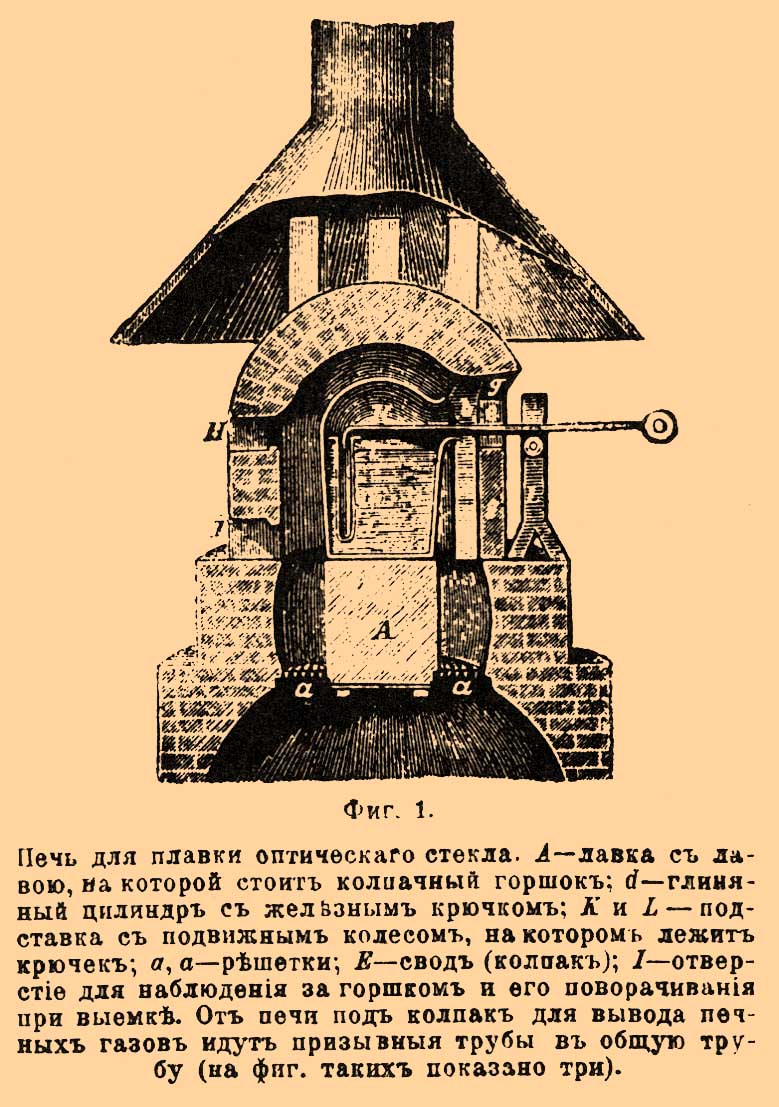 g
H
I
A
a a
Фиг. 1.
Печь для плавки оптическаго стекла. A—лавка съ ла-
вою, на которой стоитъ колпачный горшокъ; d—глиня-
ный цилиндръ съ желѣзнымъ крючкомъ; K и L — под-
ставка съ подвижнымъ колесомъ, на которомъ лежитъ
крючекъ; a, a—рѣшетки; E—сводъ (колпакъ); I—отвер-
стіе для наблюденія за горшкомъ и его поворачиванія
при выемкѣ. Отъ печи подъ колпакъ для вывода печ-
ныхъ газовъ идутъ призывныя трубы въ общую тру-
бу (на фиг. такихъ показано три).